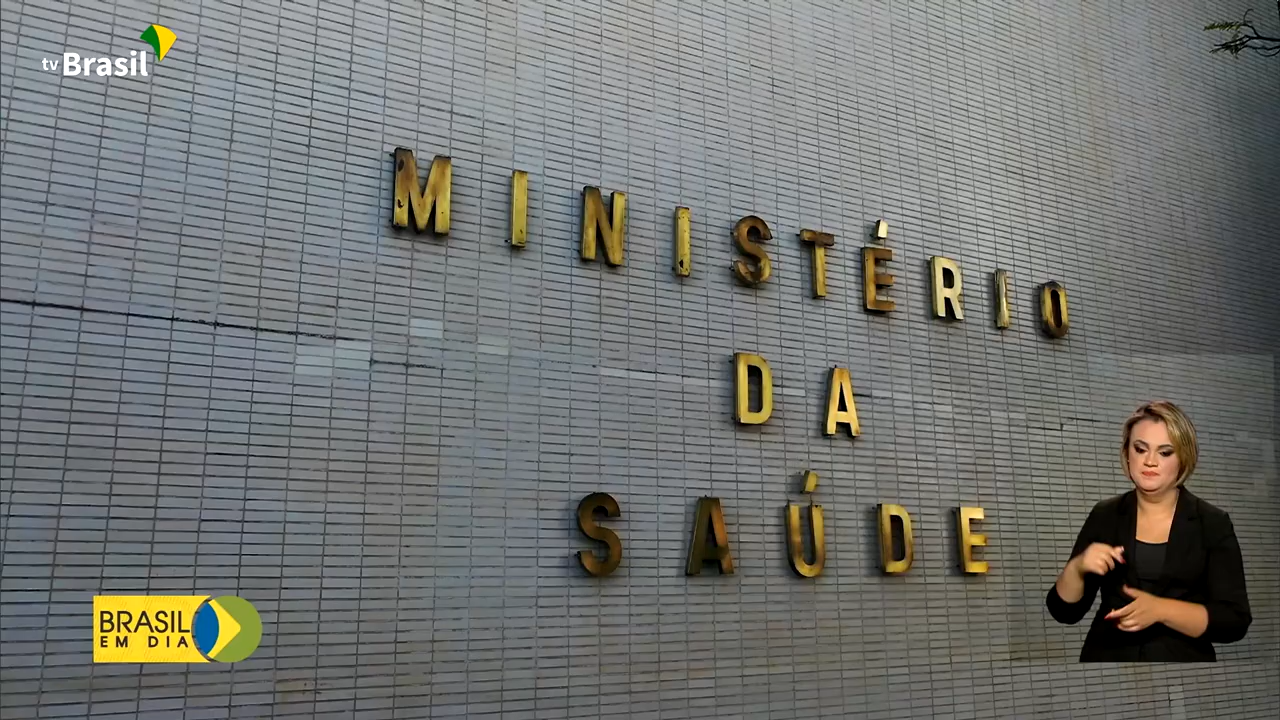 tv Brasil
MINISTÉRIO
DA
SAÚDE
BRASIL
EM DIA